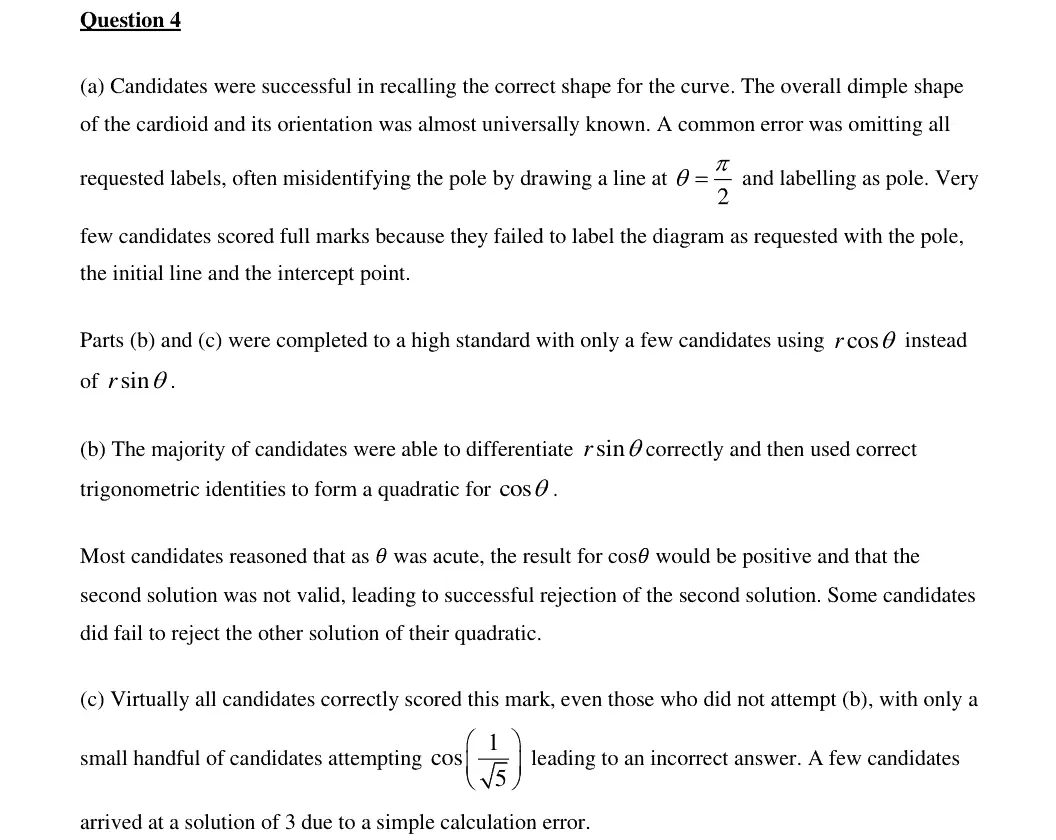 Question 4
(a) Candidates were successful in recalling the correct shape for the curve. The overall dimple shape
of the cardioid and its orientation was almost universally known. A common error was omitting all
requested labels, often misidentifying the pole by drawing a line at θ = π/2 and labelling as pole. Very
few candidates scored full marks because they failed to label the diagram as requested with the pole,
the initial line and the intercept point.
Parts (b) and (c) were completed to a high standard with only a few candidates using r cos θ instead
of r sin θ.
(b) The majority of candidates were able to differentiate r sin θ correctly and then used correct
trigonometric identities to form a quadratic for cos θ.
Most candidates reasoned that as θ was acute, the result for cosθ would be positive and that the
second solution was not valid, leading to successful rejection of the second solution. Some candidates
did fail to reject the other solution of their quadratic.
(c) Virtually all candidates correctly scored this mark, even those who did not attempt (b), with only a
small handful of candidates attempting cos(1/√5) leading to an incorrect answer. A few candidates
arrived at a solution of 3 due to a simple calculation error.